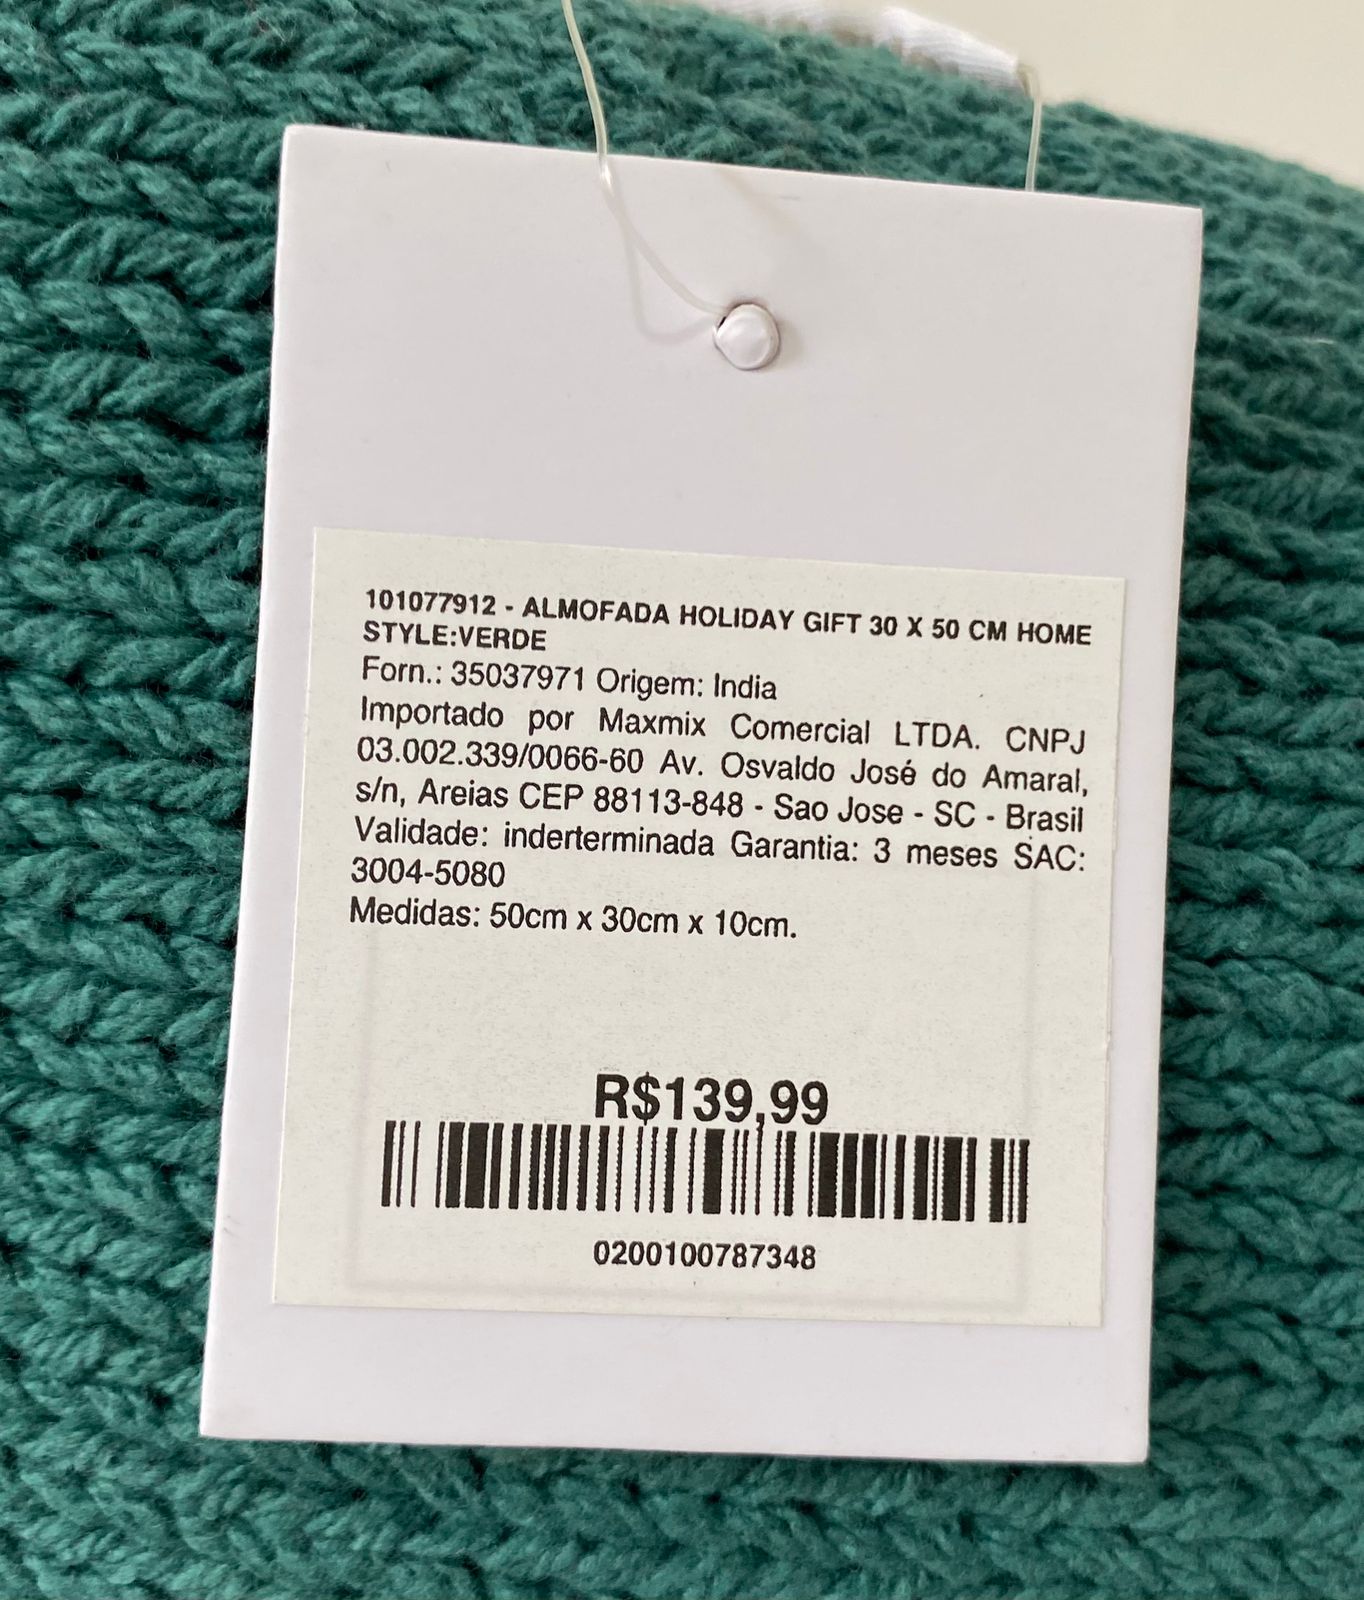 101077912 - ALMOFADA HOLIDAY GIFT 30 X 50 CM HOME
STYLE:VERDE
Forn.: 35037971 Origem: India
Importado por Maxmix Comercial LTDA. CNPJ
03.002.339/0066-60 Av. Osvaldo José do Amaral,
s/n, Areias CEP 88113-848 - Sao Jose - SC - Brasil
Validade: inderterminada Garantia: 3 meses SAC:
3004-5080
Medidas: 50cm x 30cm x 10cm.
R$139,99
0200100787348